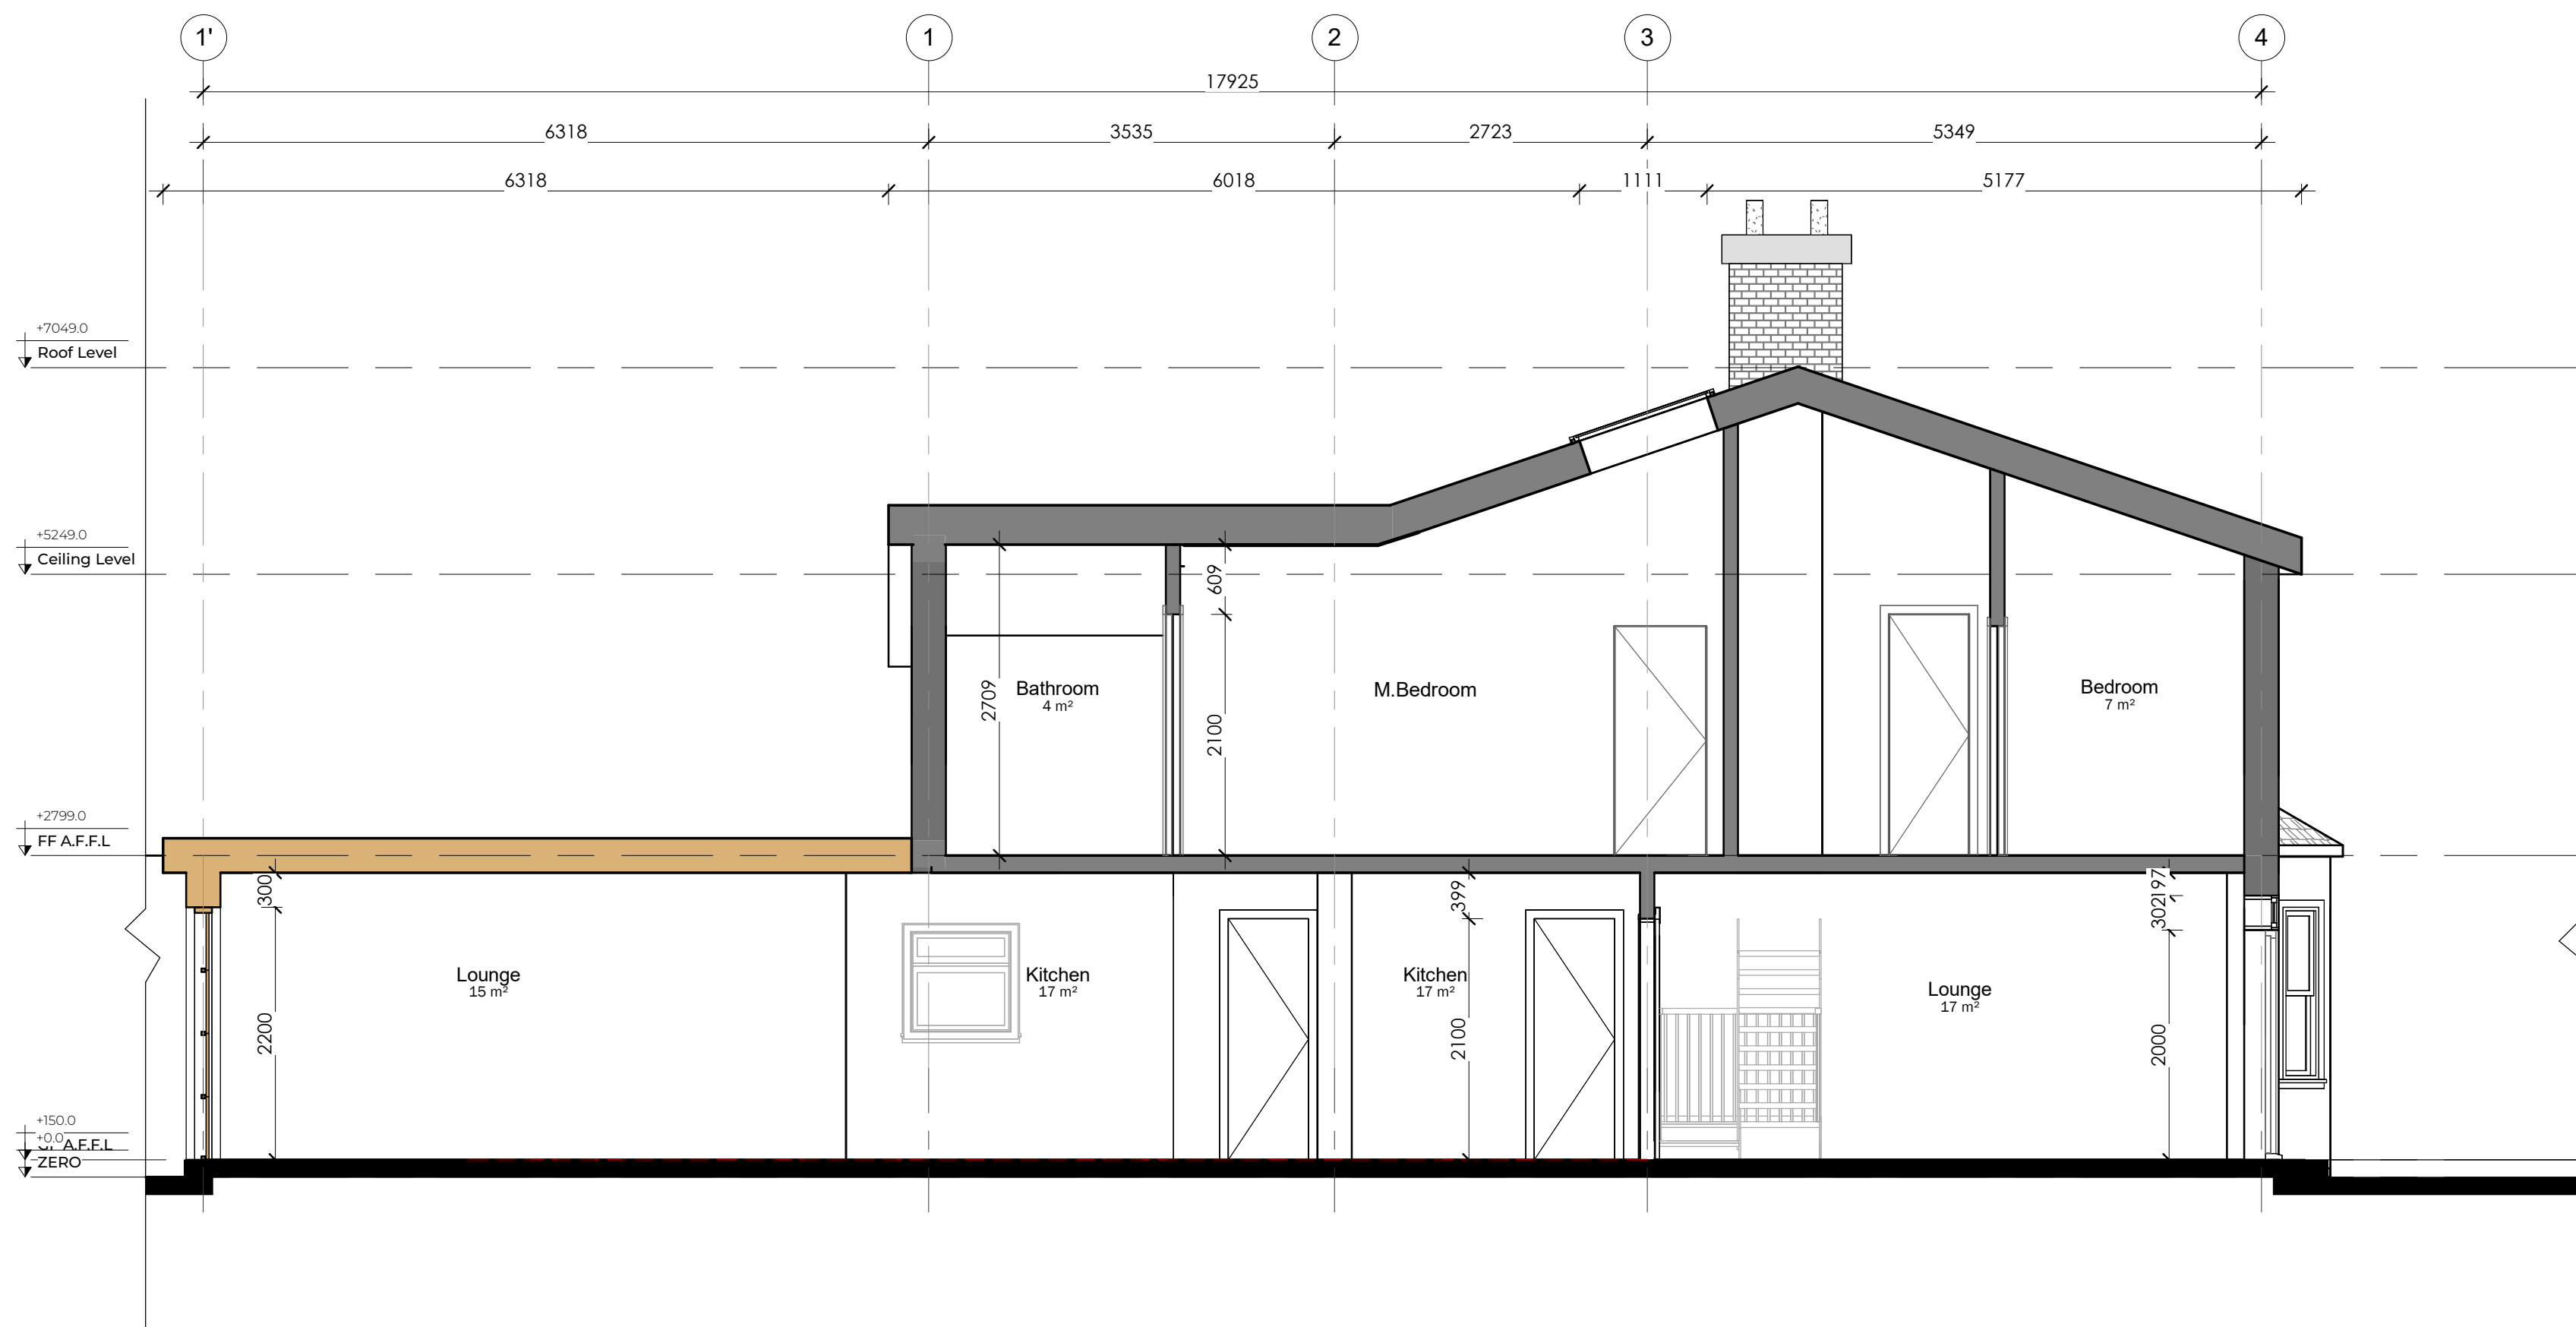 1' 1 2 3 4
17925
6318 3535 2723 5349
6318 6018 1111 5177
+7049.0
Roof Level
+5249.0
Ceiling Level
609
2709
Bathroom
4 m²
M.Bedroom
Bedroom
7 m²
2100
+2799.0
FF A.F.F.L
300
399
197
302
Lounge
15 m²
Kitchen
17 m²
Kitchen
17 m²
Lounge
17 m²
2200
2100
2000
+150.0
+0.0
A.F.F.L
ZERO